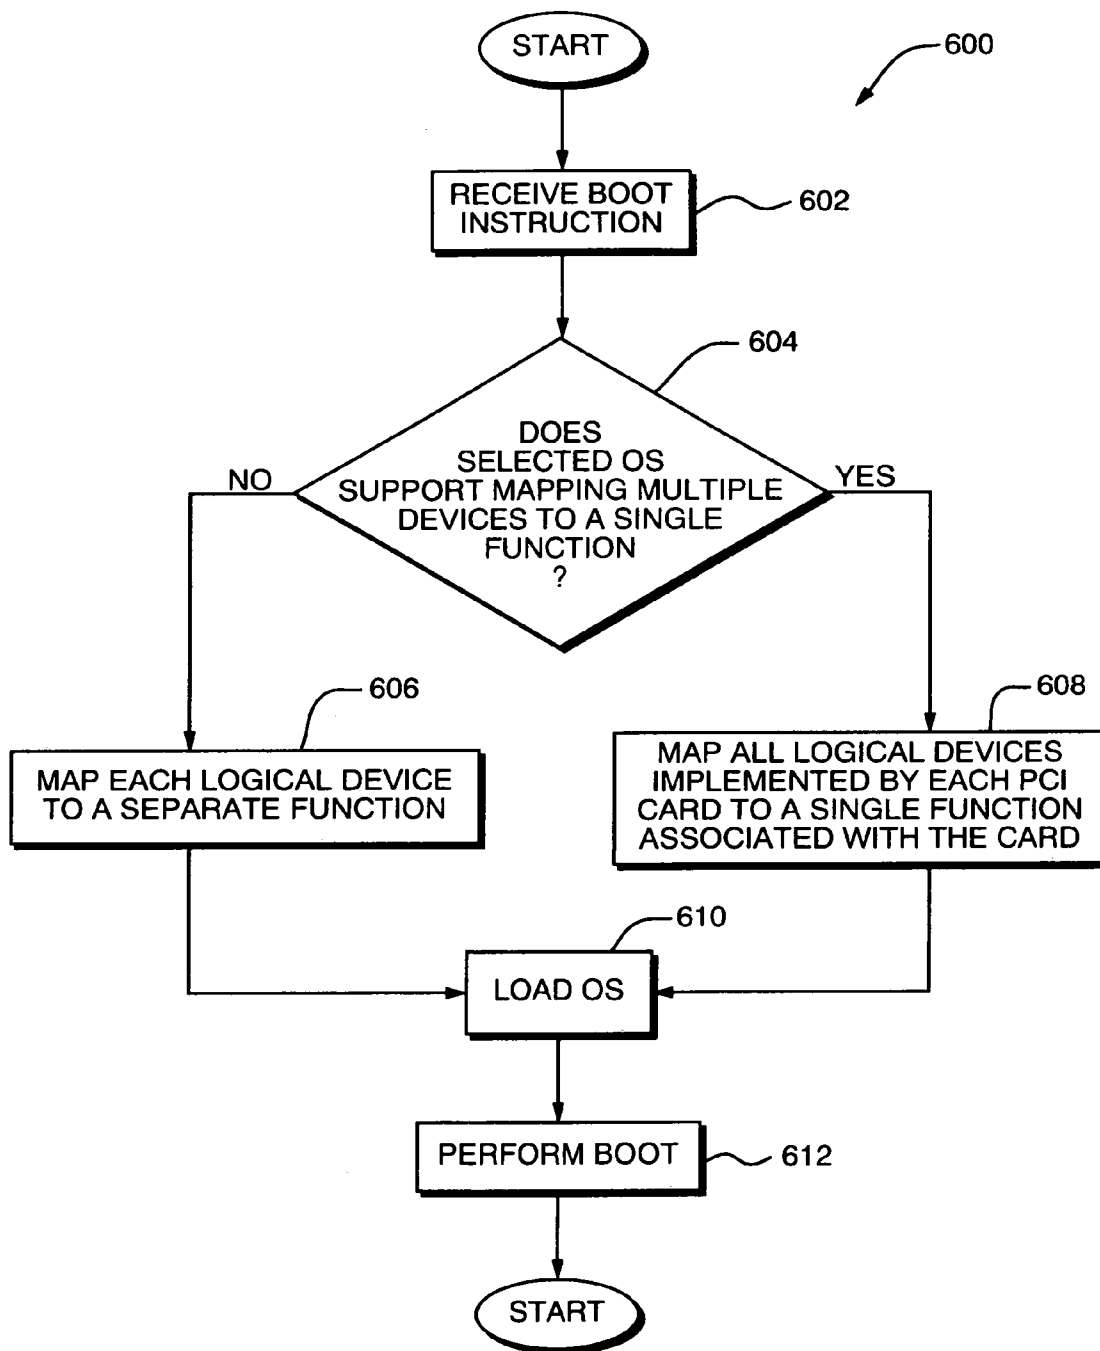 START
600
RECEIVE BOOT
INSTRUCTION
602
604
DOES
SELECTED OS
SUPPORT MAPPING MULTIPLE
DEVICES TO A SINGLE
FUNCTION
?
NO
YES
606
608
MAP EACH LOGICAL DEVICE
TO A SEPARATE FUNCTION
MAP ALL LOGICAL DEVICES
IMPLEMENTED BY EACH PCI
CARD TO A SINGLE FUNCTION
ASSOCIATED WITH THE CARD
610
LOAD OS
PERFORM BOOT
612
START